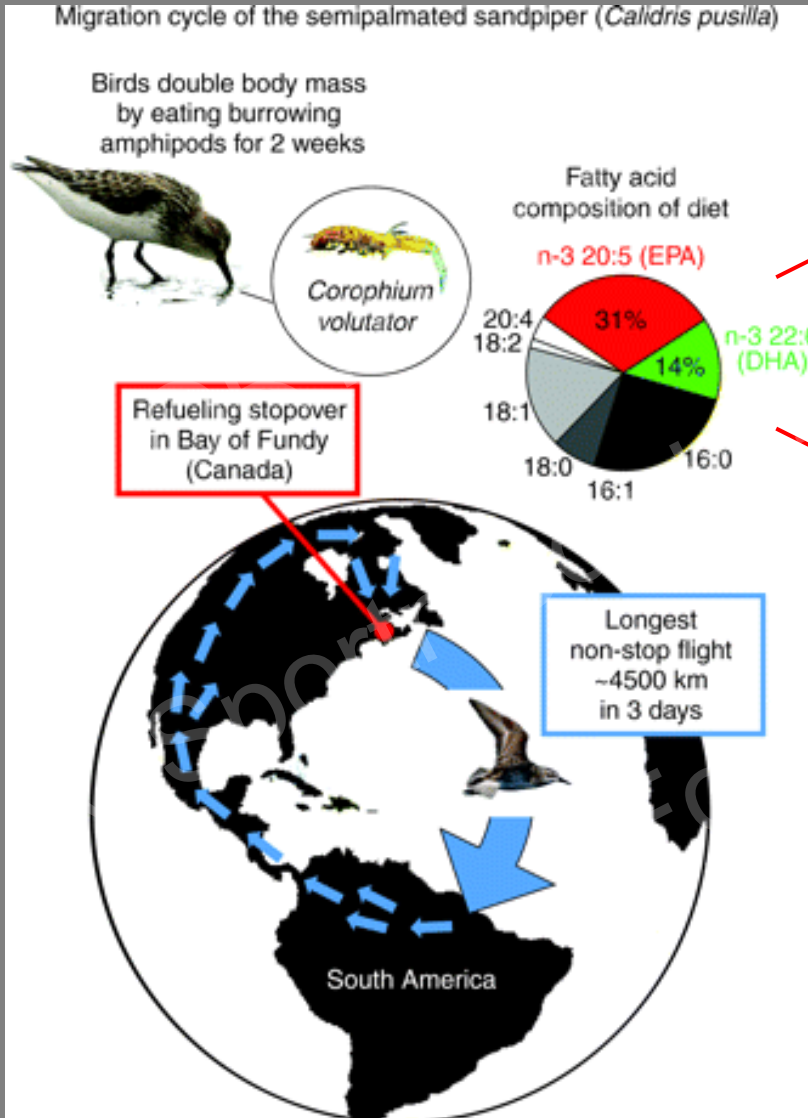 Migration cycle of the semipalmated sandpiper (Calidris pusilla)
Birds double body mass
by eating burrowing
amphipods for 2 weeks
Corophium
volutator
Fatty acid
composition of diet
n-3 20:5 (EPA)
31%
n-3 22:
(DHA)
14%
20:4
18:2
18:1
18:0
16:1
16:0
Refueling stopover
in Bay of Fundy
(Canada)
Longest
non-stop flight
~4500 km
in 3 days
South America